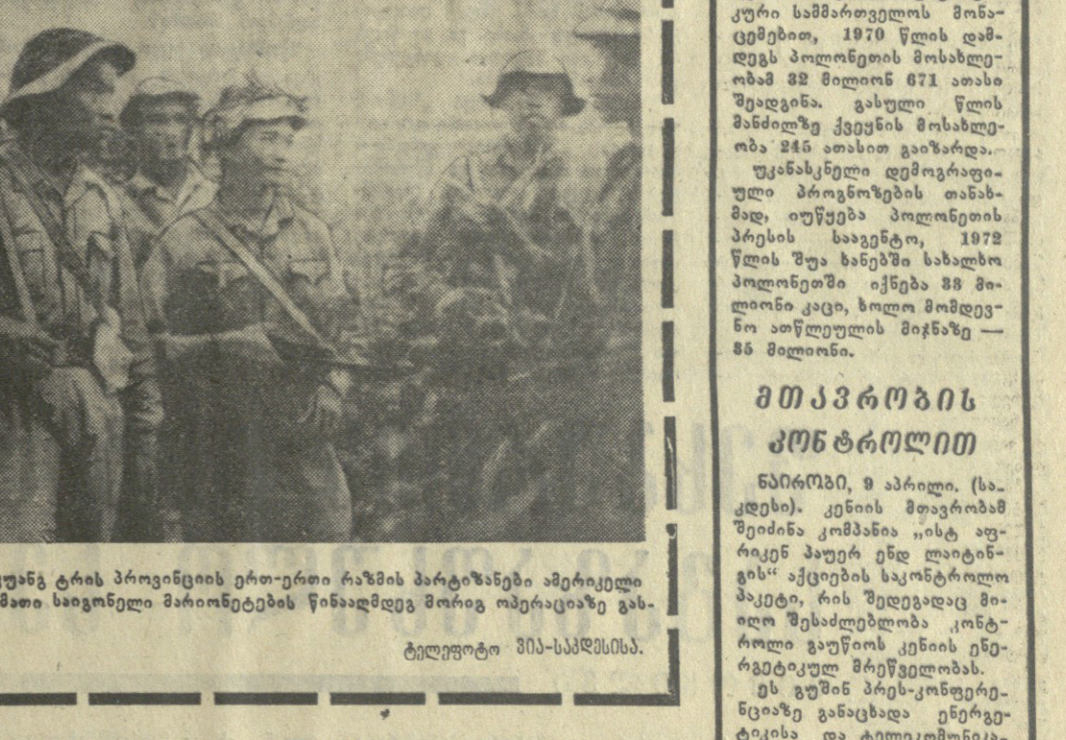 კუანგ ტრის პროვინციის ერთ-ერთი რაზმის პარტიზანები ამერიკელი
მათი საიგონელი მარიონეტების წინააღმდეგ მორიგ ოპერაციაზე გას-
ტელეფოტო ვია-საკდესისა.
კური სამმართველოს მონა-
ცემებით, 1970 წლის დამ-
დეგს პოლონეთის მოსახლე-
ობამ 32 მილიონ 671 ათასი
შეადგინა. გასული წლის
მანძილზე ქვეყნის მოსახლე-
ობა 245 ათასით გაიზარდა.
უკანასკნელი დემოგრაფი-
ული პროგნოზების თანახ-
მად, იუწყება პოლონეთის
პრესის სააგენტო, 1972
წლის შუა ხანებში სახალხო
პოლონეთში იქნება 33 მი-
ლიონი კაცი, ხოლო მომდევ-
ნო ათწლეულის მიჯნაზე —
35 მილიონი.
მთავრობის
კონტროლით
ნაირობი, 9 აპრილი. (სა-
კდესი). კენიის მთავრობამ
შეიძინა კომპანია „ისტ აფ-
რიკენ პაუერ ენდ ლაიტინ-
გის“ აქციების საკონტროლო
პაკეტი, რის შედეგადაც მი-
იღო შესაძლებლობა კონტ-
როლი გაუწიოს კენიის ენე-
რგეტიკულ მრეწველობას.
ეს გუშინ პრეს-კონფერე-
ნციაზე განაცხადა ენერგე-
ტიკისა და ტელეკომუნიკა-